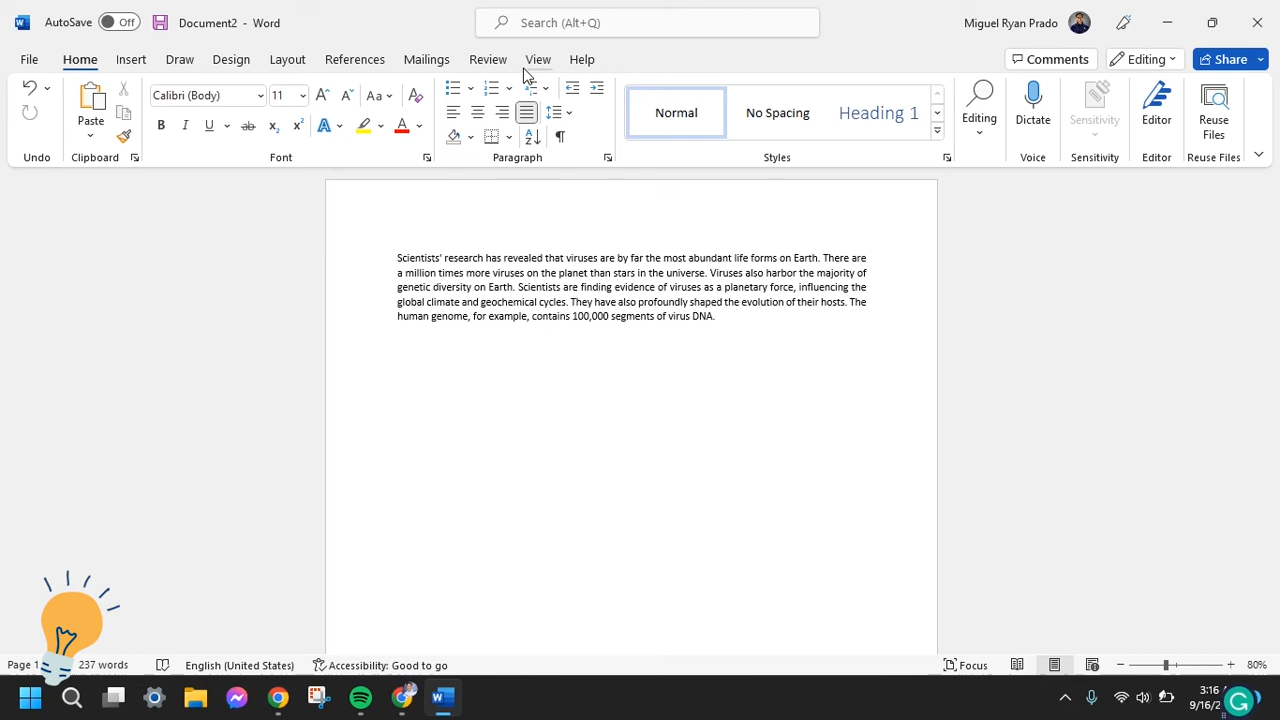 AutoSave Off Document2 - Word Search (Alt+Q) Miguel Ryan Prado
File Home Insert Draw Design Layout References Mailings Review View Help Comments Editing Share
Calibri (Body) 11 Aa
Paste B I U ab x₂ x² A A Normal No Spacing Heading 1 Editing Dictate Sensitivity Editor Reuse Files
Undo Clipboard Font Paragraph Styles Voice Sensitivity Editor Reuse Files
Scientists' research has revealed that viruses are by far the most abundant life forms on Earth. There are
a million times more viruses on the planet than stars in the universe. Viruses also harbor the majority of
genetic diversity on Earth. Scientists are finding evidence of viruses as a planetary force, influencing the
global climate and geochemical cycles. They have also profoundly shaped the evolution of their hosts. The
human genome, for example, contains 100,000 segments of virus DNA.
Page 1 237 words English (United States) Accessibility: Good to go Focus 80%
3:16
9/16/2